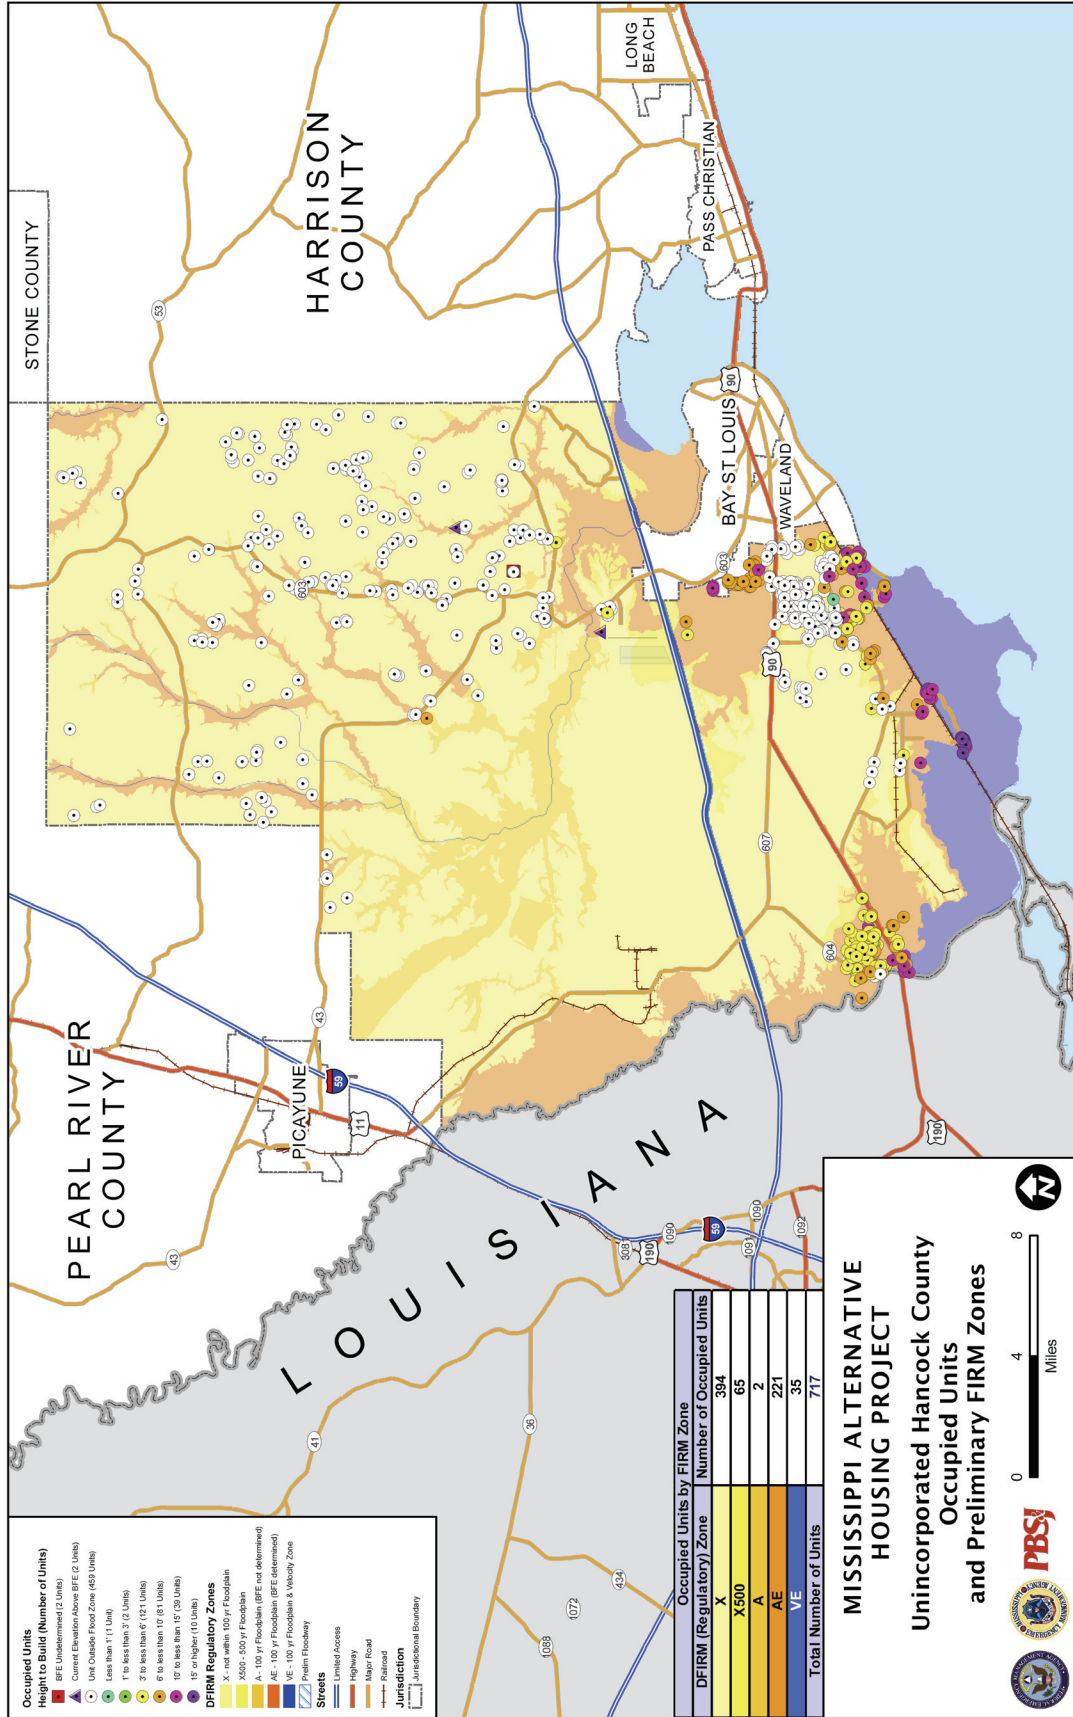 Occupied Units
Height to Build (Number of Units)
BFE Undetermined (2 Units)
Current Elevation Above BFE (2 Units)
Unit Outside Flood Zone (459 Units)
Less than 1' (1 Unit)
1' to less than 3' (2 Units)
3' to less than 6' (121 Units)
6' to less than 10' (81 Units)
10' to less than 15' (39 Units)
15' or higher (10 Units)
DFIRM Regulatory Zones
X - not within 100 yr Floodplain
X500 - 500 yr Floodplain
A - 100 yr Floodplain (BFE not determined)
AE - 100 yr Floodplain (BFE determined)
VE - 100 yr Floodplain & Velocity Zone
Prelim Floodway
Streets
Limited Access
Highway
Major Road
Railroad
Jurisdiction
Jurisdictional Boundary
PEARL RIVER
COUNTY
STONE COUNTY
HARRISON
COUNTY
LONG
BEACH
PASS CHRISTIAN
BAY ST LOUIS
WAVELAND
PICAYUNE
LOUISIANA
43
43
53
59
11
603
603
90
90
607
604
41
36
434
1072
1088
3081
190
1090
1090
59
1091
1092
190
Occupied Units by FIRM Zone
DFIRM (Regulatory) Zone Number of Occupied Units
X 394
X500 65
A 2
AE 221
VE 35
Total Number of Units 717
MISSISSIPPI ALTERNATIVE
HOUSING PROJECT
Unincorporated Hancock County
Occupied Units
and Preliminary FIRM Zones
PBSJ
0 4 8
Miles
N